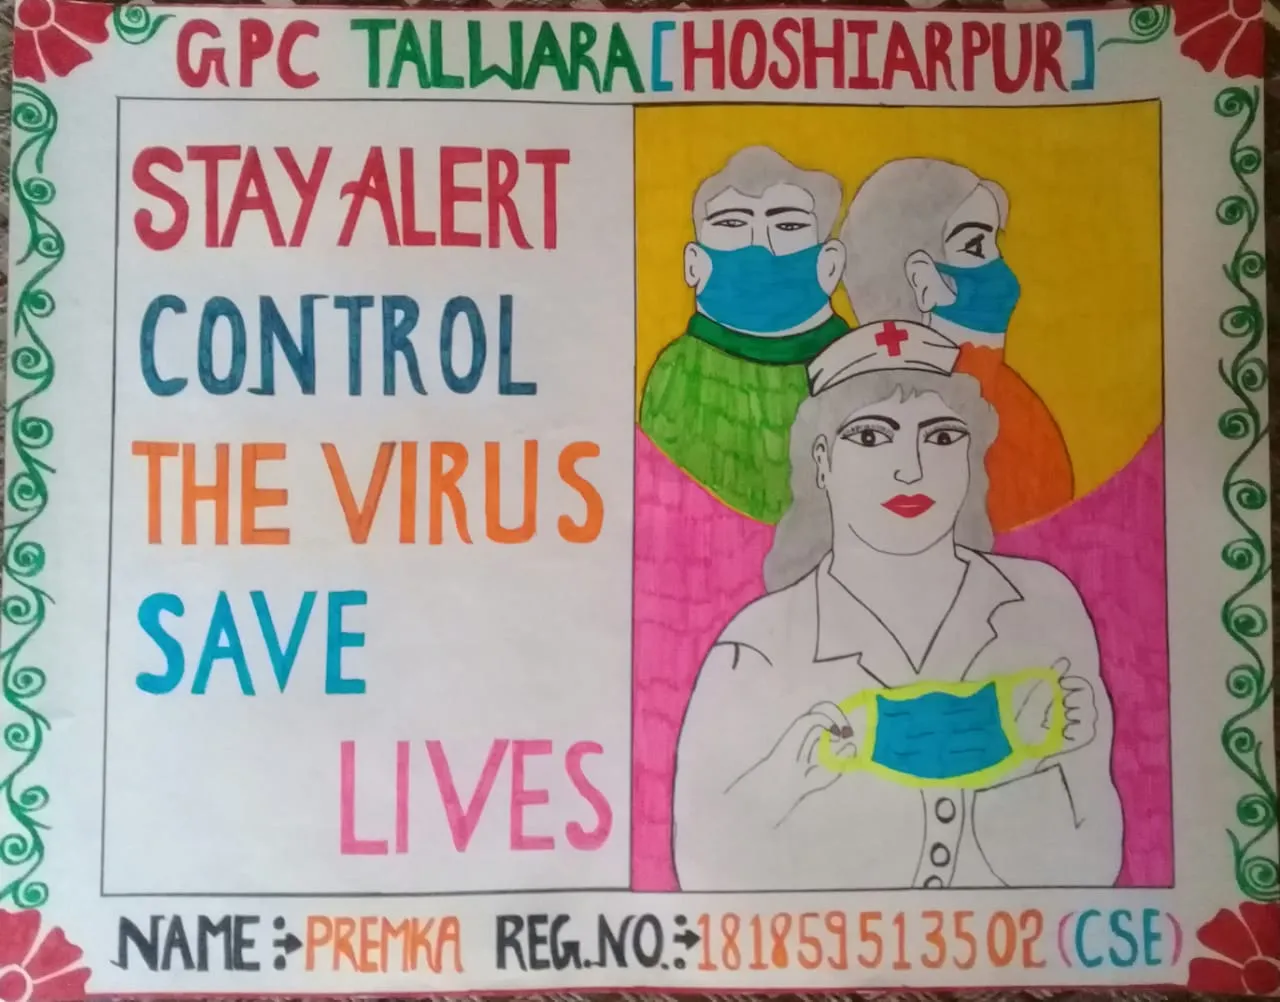 GPC TALWARA [HOSHIARPUR]
STAY ALERT
CONTROL
THE VIRUS
SAVE
LIVES
NAME :→ PREMKA REG.NO. :→ 181859513502 (CSE)